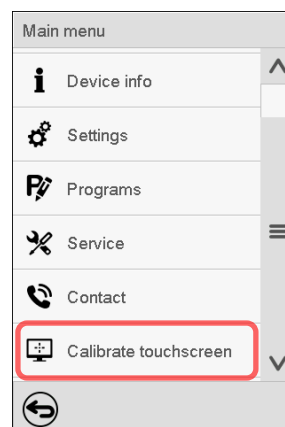 Main menu
Device info
Settings
Programs
Service
Contact
Calibrate touchscreen